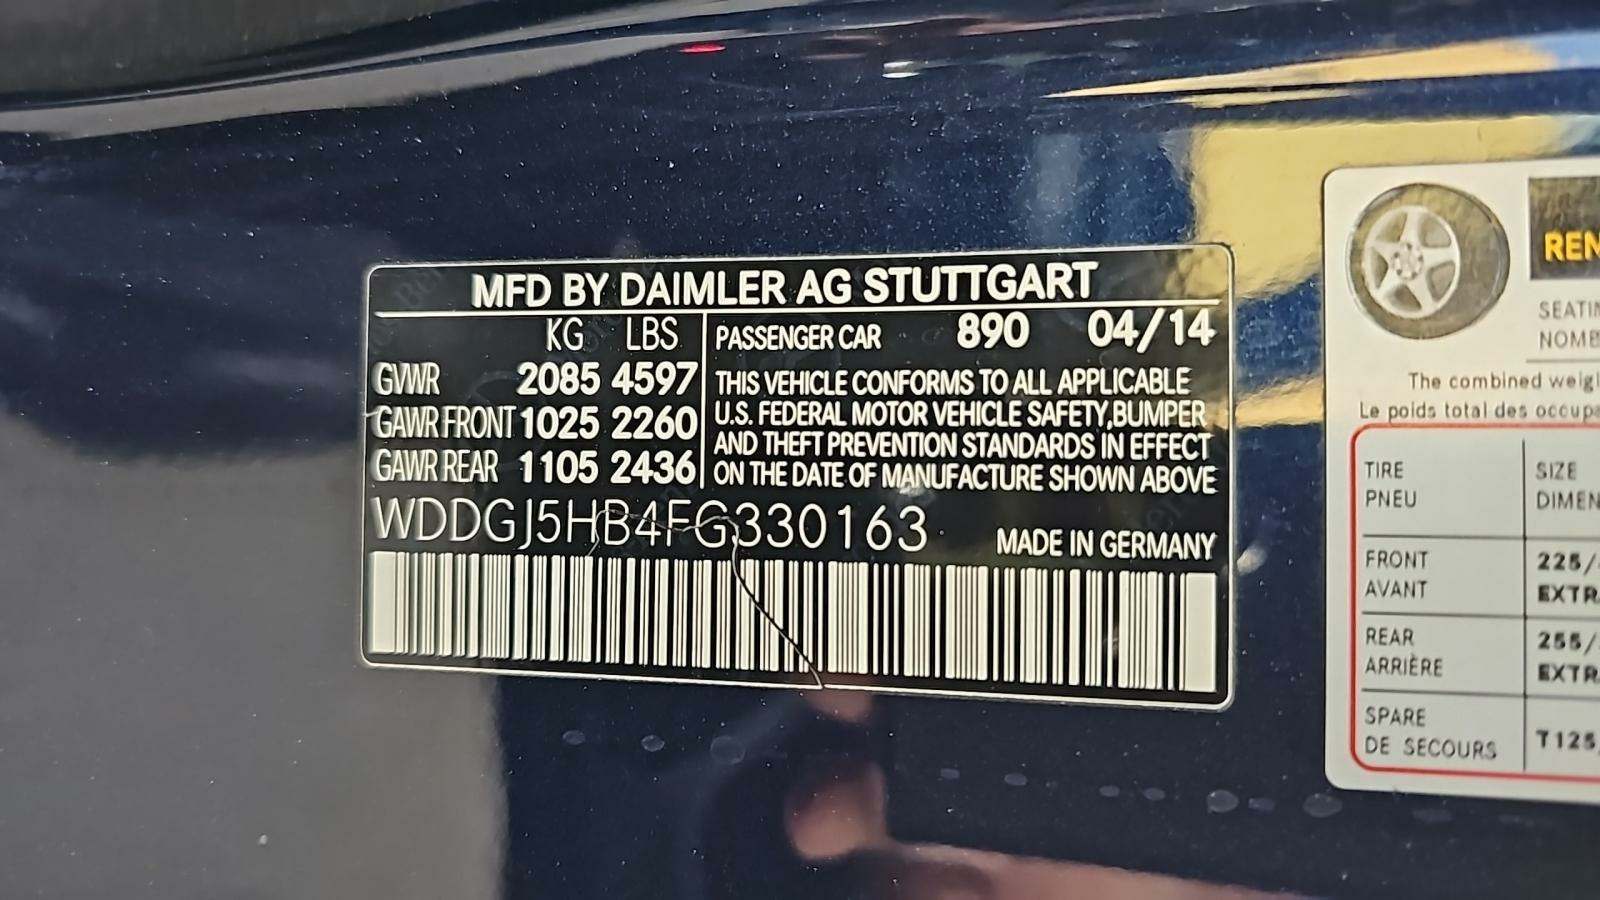 MFD BY DAIMLER AG STUTTGART
KG LBS
GVWR 2085 4597
GAWR FRONT 1025 2260
GAWR REAR 1105 2436
PASSENGER CAR 890 04/14
THIS VEHICLE CONFORMS TO ALL APPLICABLE
U.S. FEDERAL MOTOR VEHICLE SAFETY,BUMPER
AND THEFT PREVENTION STANDARDS IN EFFECT
ON THE DATE OF MANUFACTURE SHOWN ABOVE
WDDGJ5HB4FG330163
MADE IN GERMANY
REN
SEATIN
NOMB
The combined weig
Le poids total des occupa
TIRE SIZE
PNEU DIMEN
FRONT 225/
AVANT EXTR
REAR 255/
ARRIÈRE EXTR
SPARE
DE SECOURS T125